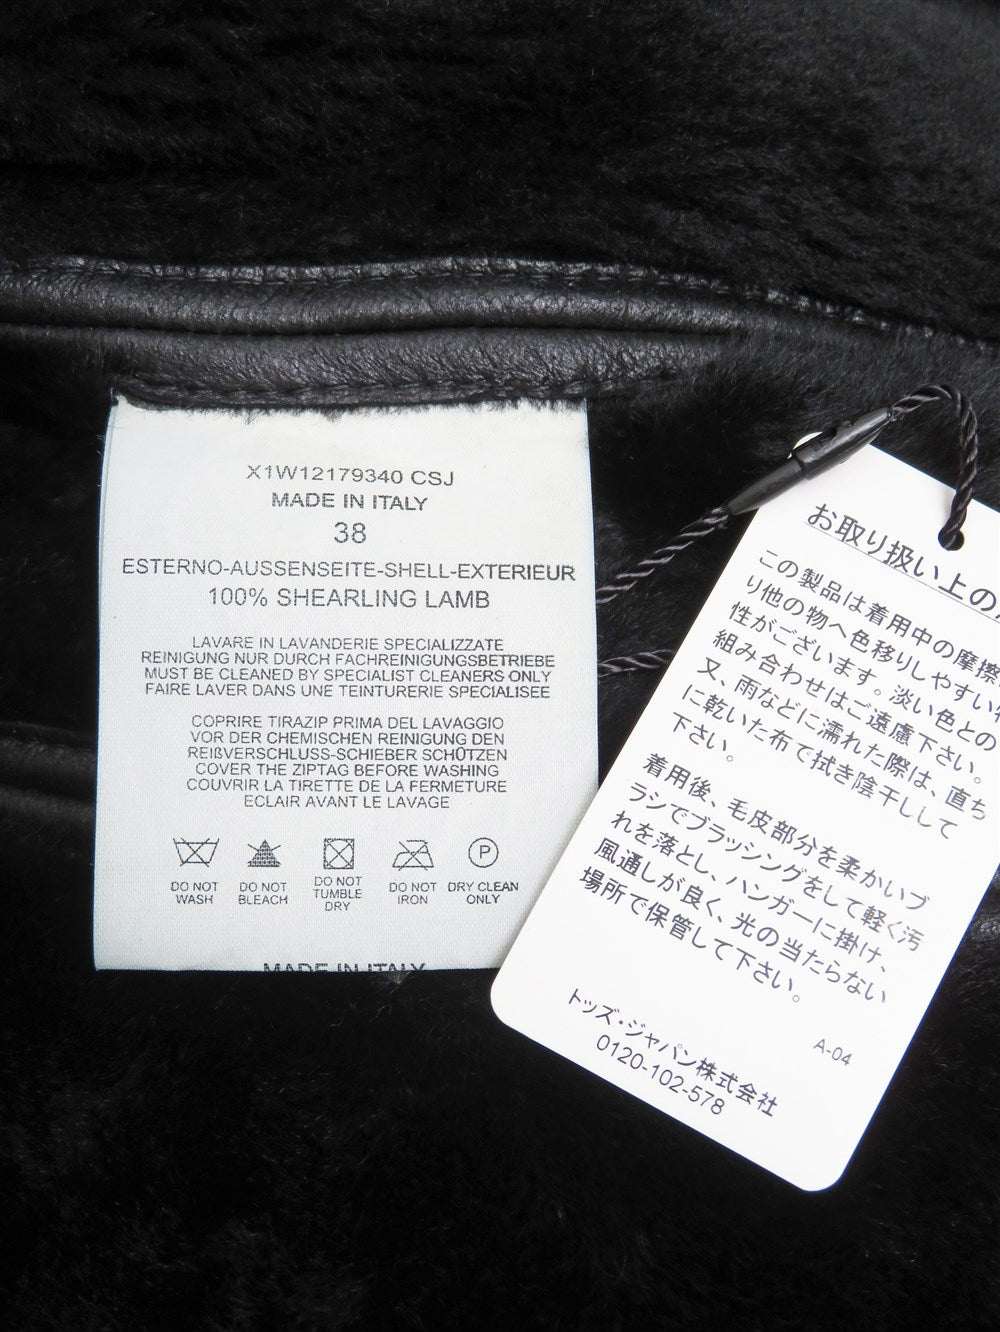 X1W12179340 CSJ
MADE IN ITALY
38
ESTERNO-AUSSENSEITE-SHELL-EXTERIEUR
100% SHEARLING LAMB
LAVARE IN LAVANDERIE SPECIALIZZATE
REINIGUNG NUR DURCH FACHREINIGUNGSBETRIEBE
MUST BE CLEANED BY SPECIALIST CLEANERS ONLY
FAIRE LAVER DANS UNE TEINTURERIE SPECIALISEE
COPRIRE TIRAZIP PRIMA DEL LAVAGGIO
VOR DER CHEMISCHEN REINIGUNG DEN
REIßVERSCHLUSS-SCHIEBER SCHÜTZEN
COVER THE ZIPTAG BEFORE WASHING
COUVRIR LA TIRETTE DE LA FERMETURE
ECLAIR AVANT LE LAVAGE
P
DO NOT WASH
DO NOT BLEACH
DO NOT TUMBLE DRY
DO NOT IRON
DRY CLEAN ONLY
MADE IN ITALY
お取り扱い上の
この製品は着用中の摩擦
り他の物へ色移りしやすい
性がございます。淡い色との
組み合わせはご遠慮下さい。
又、雨などに濡れた際は、直ち
に乾いた布で拭き陰干しして
下さい。
着用後、毛皮部分を柔かいブ
ラシでブラッシングをして軽く汚
れを落とし、ハンガーに掛け、
風通しが良く、光の当たらない
場所で保管して下さい。
A-04
トッズ・ジャパン株式会社
0120-102-578